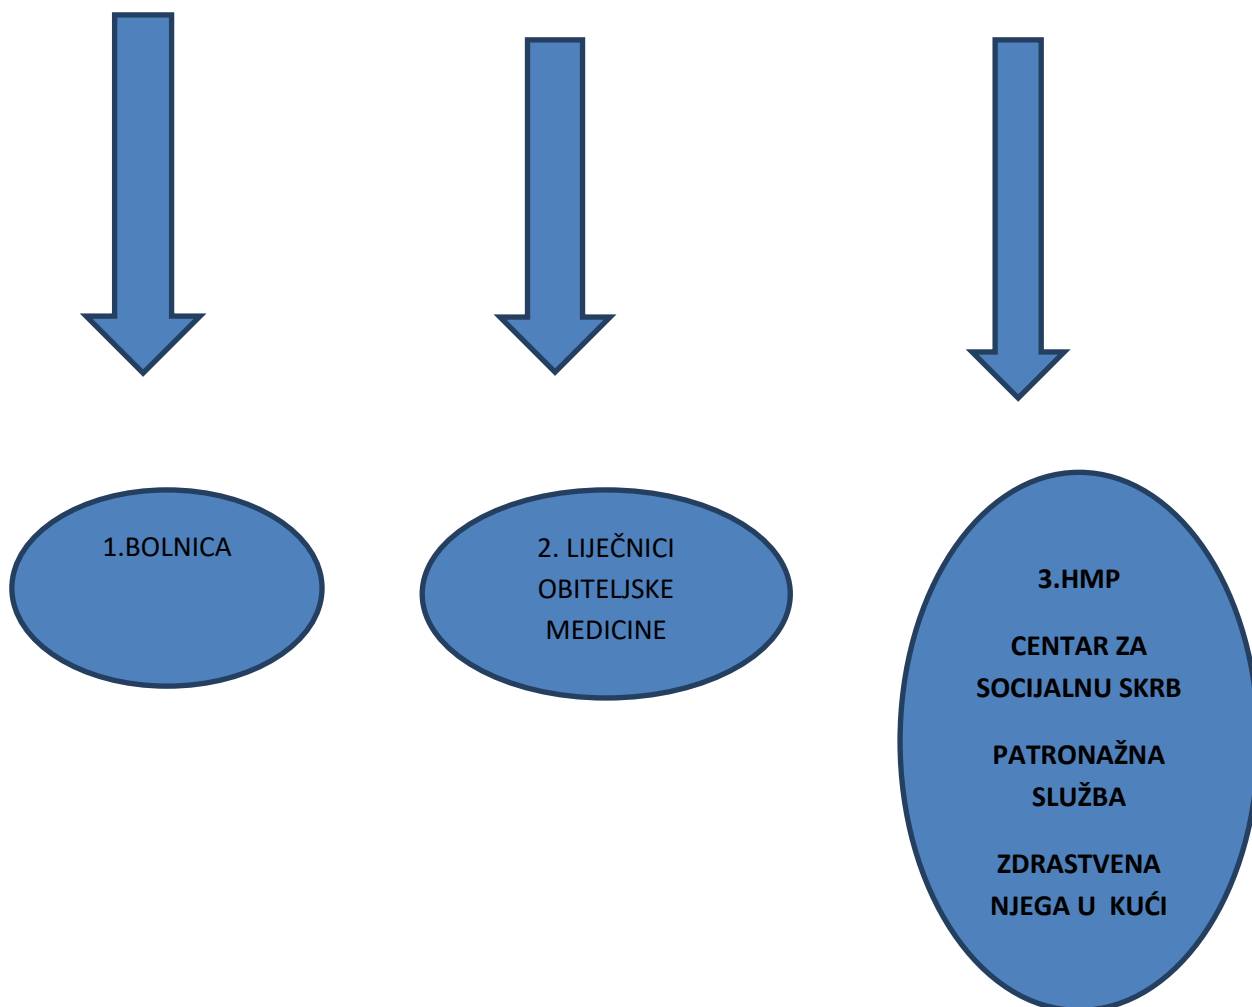 1.BOLNICA
2. LIJEČNICI
OBITELJSKE
MEDICINE
3.HMP
CENTAR ZA
SOCIJALNU SKRB
PATRONAŽNA
SLUŽBA
ZDRASTVENA
NJEGA U  KUĆI